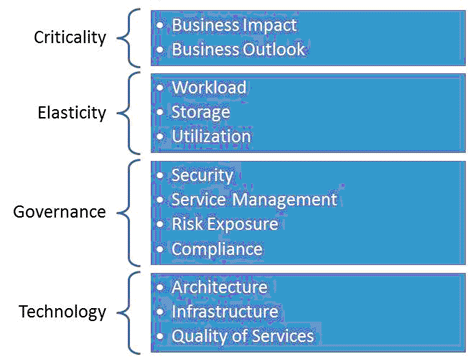 Criticality
• Business Impact
• Business Outlook
Elasticity
• Workload
• Storage
• Utilization
Governance
• Security
• Service Management
• Risk Exposure
• Compliance
Technology
• Architecture
• Infrastructure
• Quality of Services